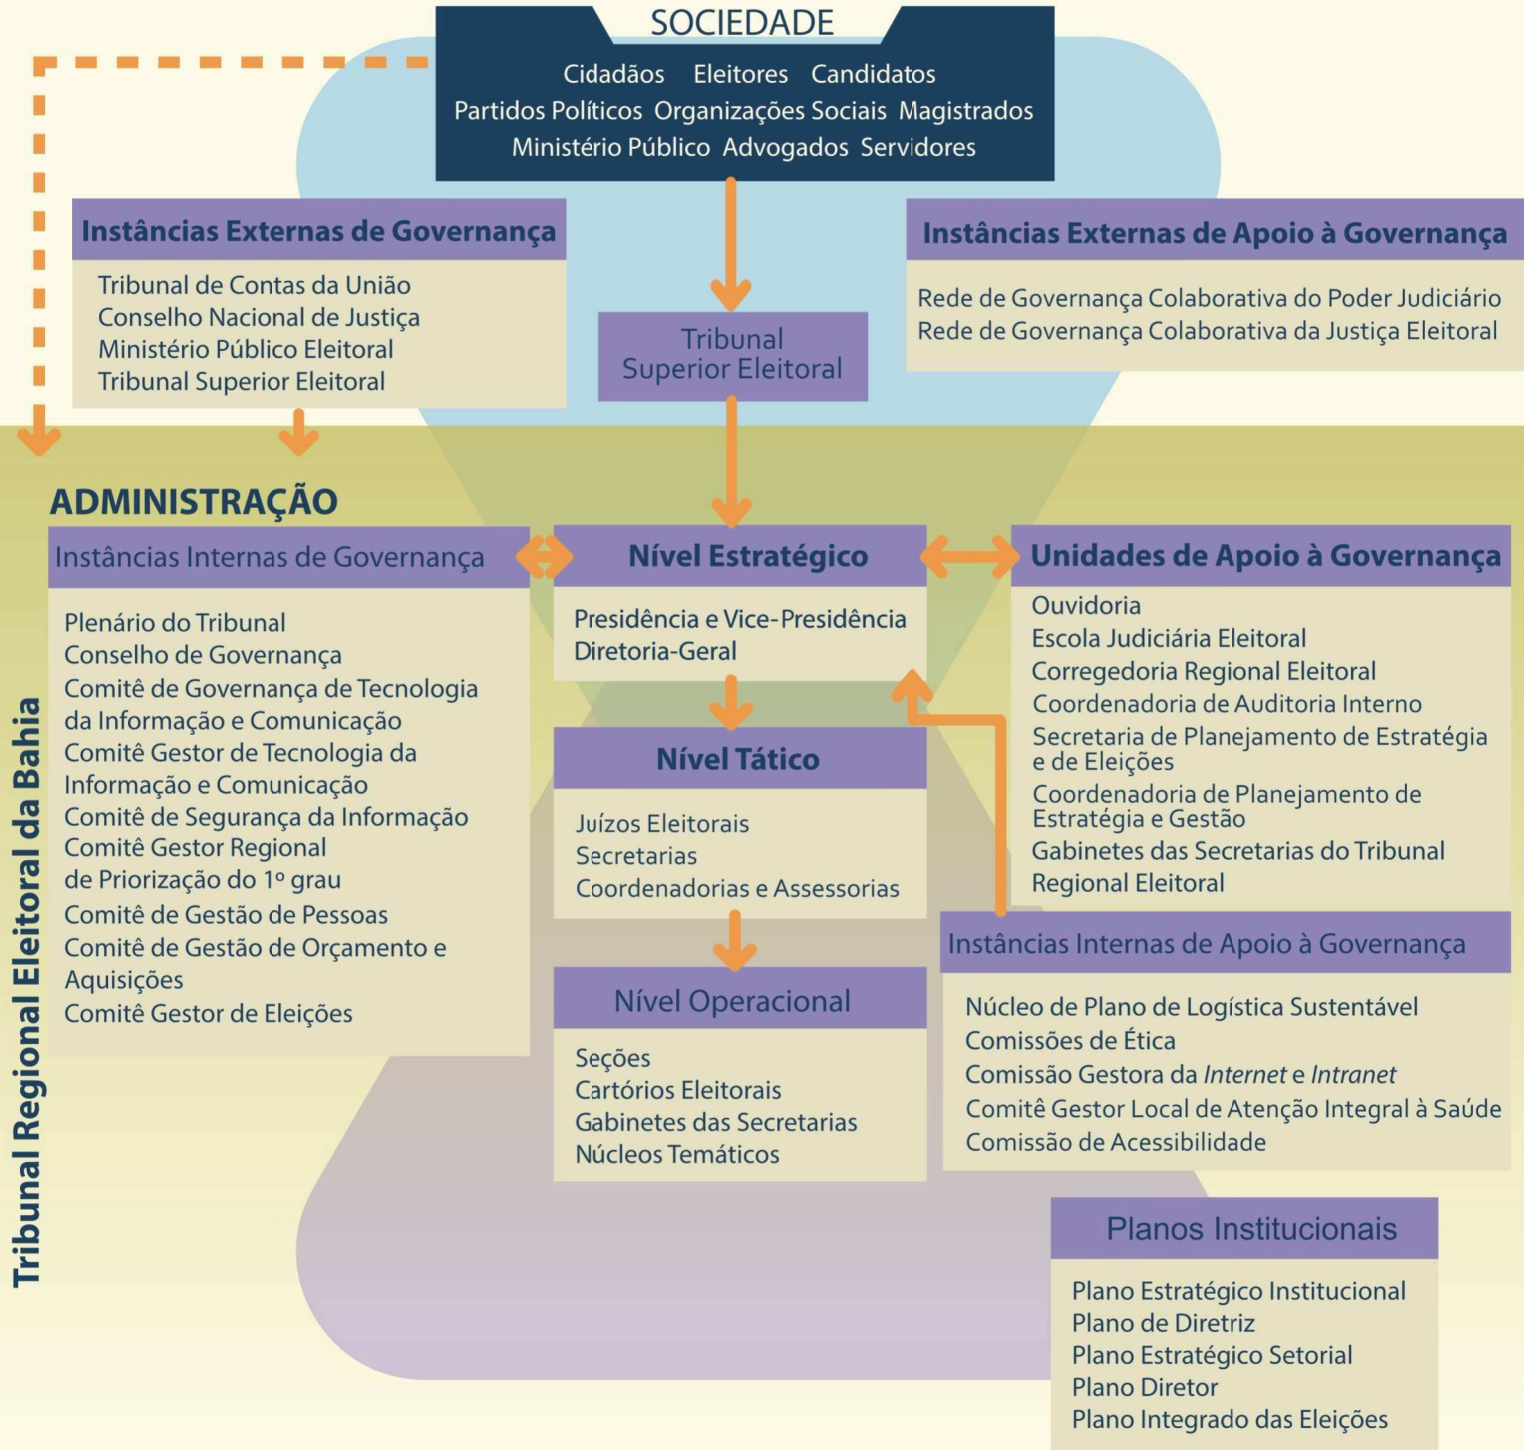 SOCIEDADE
Cidadãos Eleitores Candidatos
Partidos Políticos Organizações Sociais Magistrados
Ministério Público Advogados Servidores
Instâncias Externas de Governança
Tribunal de Contas da União
Conselho Nacional de Justiça
Ministério Público Eleitoral
Tribunal Superior Eleitoral
Tribunal
Superior Eleitoral
Instâncias Externas de Apoio à Governança
Rede de Governança Colaborativa do Poder Judiciário
Rede de Governança Colaborativa da Justiça Eleitoral
Tribunal Regional Eleitoral da Bahia
ADMINISTRAÇÃO
Instâncias Internas de Governança
Plenário do Tribunal
Conselho de Governança
Comitê de Governança de Tecnologia
da Informação e Comunicação
Comitê Gestor de Tecnologia da
Informação e Comunicação
Comitê de Segurança da Informação
Comitê Gestor Regional
de Priorização do 1º grau
Comitê de Gestão de Pessoas
Comitê de Gestão de Orçamento e
Aquisições
Comitê Gestor de Eleições
Nível Estratégico
Presidência e Vice-Presidência
Diretoria-Geral
Nível Tático
Juízos Eleitorais
Secretarias
Coordenadorias e Assessorias
Nível Operacional
Seções
Cartórios Eleitorais
Gabinetes das Secretarias
Núcleos Temáticos
Unidades de Apoio à Governança
Ouvidoria
Escola Judiciária Eleitoral
Corregedoria Regional Eleitoral
Coordenadoria de Auditoria Interno
Secretaria de Planejamento de Estratégia
e de Eleições
Coordenadoria de Planejamento de
Estratégia e Gestão
Gabinetes das Secretarias do Tribunal
Regional Eleitoral
Instâncias Internas de Apoio à Governança
Núcleo de Plano de Logística Sustentável
Comissões de Ética
Comissão Gestora da Internet e Intranet
Comitê Gestor Local de Atenção Integral à Saúde
Comissão de Acessibilidade
Planos Institucionais
Plano Estratégico Institucional
Plano de Diretriz
Plano Estratégico Setorial
Plano Diretor
Plano Integrado das Eleições